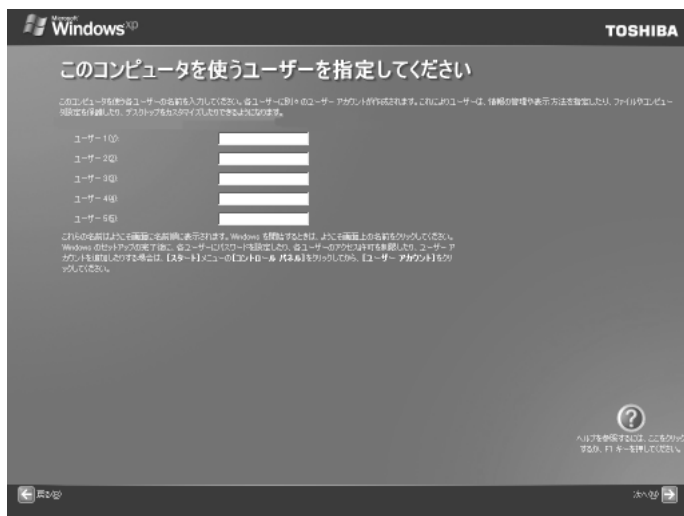 Microsoft
Windows xp
TOSHIBA
このコンピュータを使うユーザーを指定してください
このコンピュータを使う各ユーザーの名前を入力してください。各ユーザーに別々のユーザー アカウントが作成されます。これによりユーザーは、情報の管理や表示方法を指定したり、ファイルやコンピュー
タ設定を保護したり、デスクトップをカスタマイズしたりできるようになります。
ユーザー 1(Y)
ユーザー 2(2)
ユーザー 3(3)
ユーザー 4(4)
ユーザー 5(5)
これらの名前はようこそ画面に名前順に表示されます。Windows を開始するときは、ようこそ画面上の名前をクリックしてください。
Windows のセットアップの完了後に、各ユーザーにパスワードを設定したり、各ユーザーのアクセス許可を制限したり、ユーザー ア
カウントを追加したりする場合は、[スタート]メニューの[コントロール パネル]をクリックしてから、[ユーザー アカウント]をクリ
ックしてください。
ヘルプを参照するには、ここをクリック
するか、F1 キーを押してください。
戻る(B)
次へ(N)